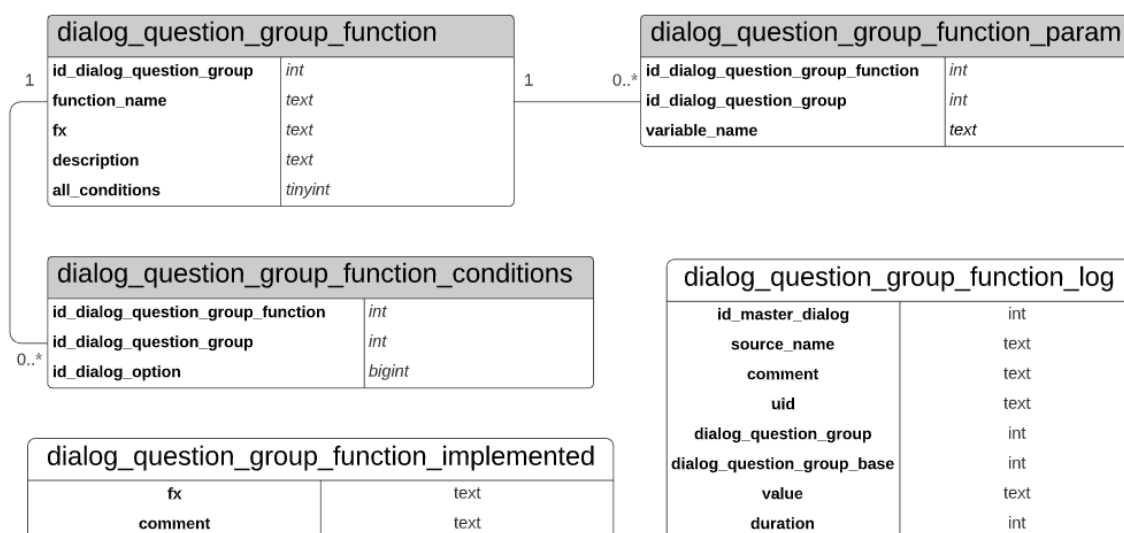 dialog_question_group_function
id_dialog_question_group int
function_name text
fx text
description text
all_conditions tinyint
1
1
0..*
dialog_question_group_function_param
id_dialog_question_group_function int
id_dialog_question_group int
variable_name text
dialog_question_group_function_conditions
id_dialog_question_group_function int
id_dialog_question_group int
id_dialog_option bigint
0..*
dialog_question_group_function_log
id_master_dialog int
source_name text
comment text
uid text
dialog_question_group int
dialog_question_group_base int
value text
duration int
dialog_question_group_function_implemented
fx text
comment text